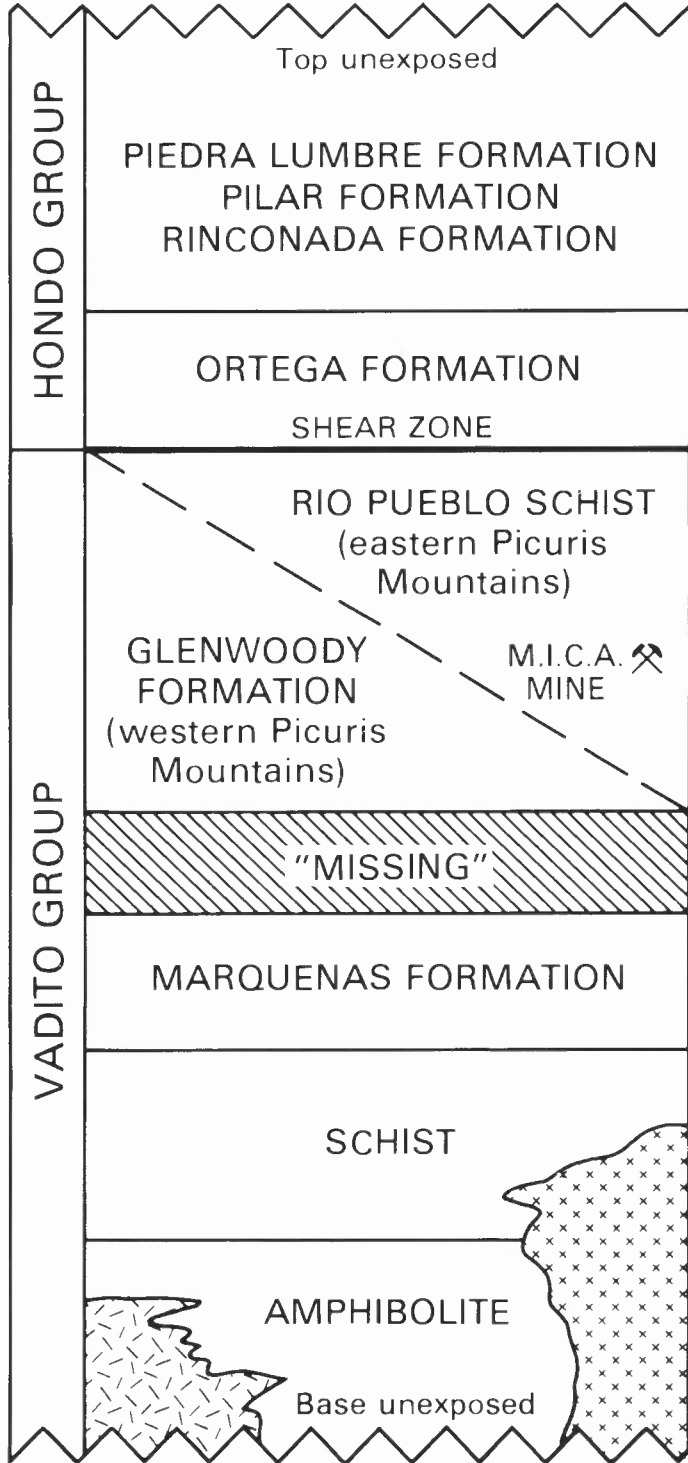 HONDO GROUP
Top unexposed
PIEDRA LUMBRE FORMATION
PILAR FORMATION
RINCONADA FORMATION
ORTEGA FORMATION
SHEAR ZONE
VADITO GROUP
RIO PUEBLO SCHIST
(eastern Picuris
Mountains)
GLENWOODY
FORMATION
(western Picuris
Mountains)
M.I.C.A.
MINE
"MISSING"
MARQUENAS FORMATION
SCHIST
AMPHIBOLITE
Base unexposed